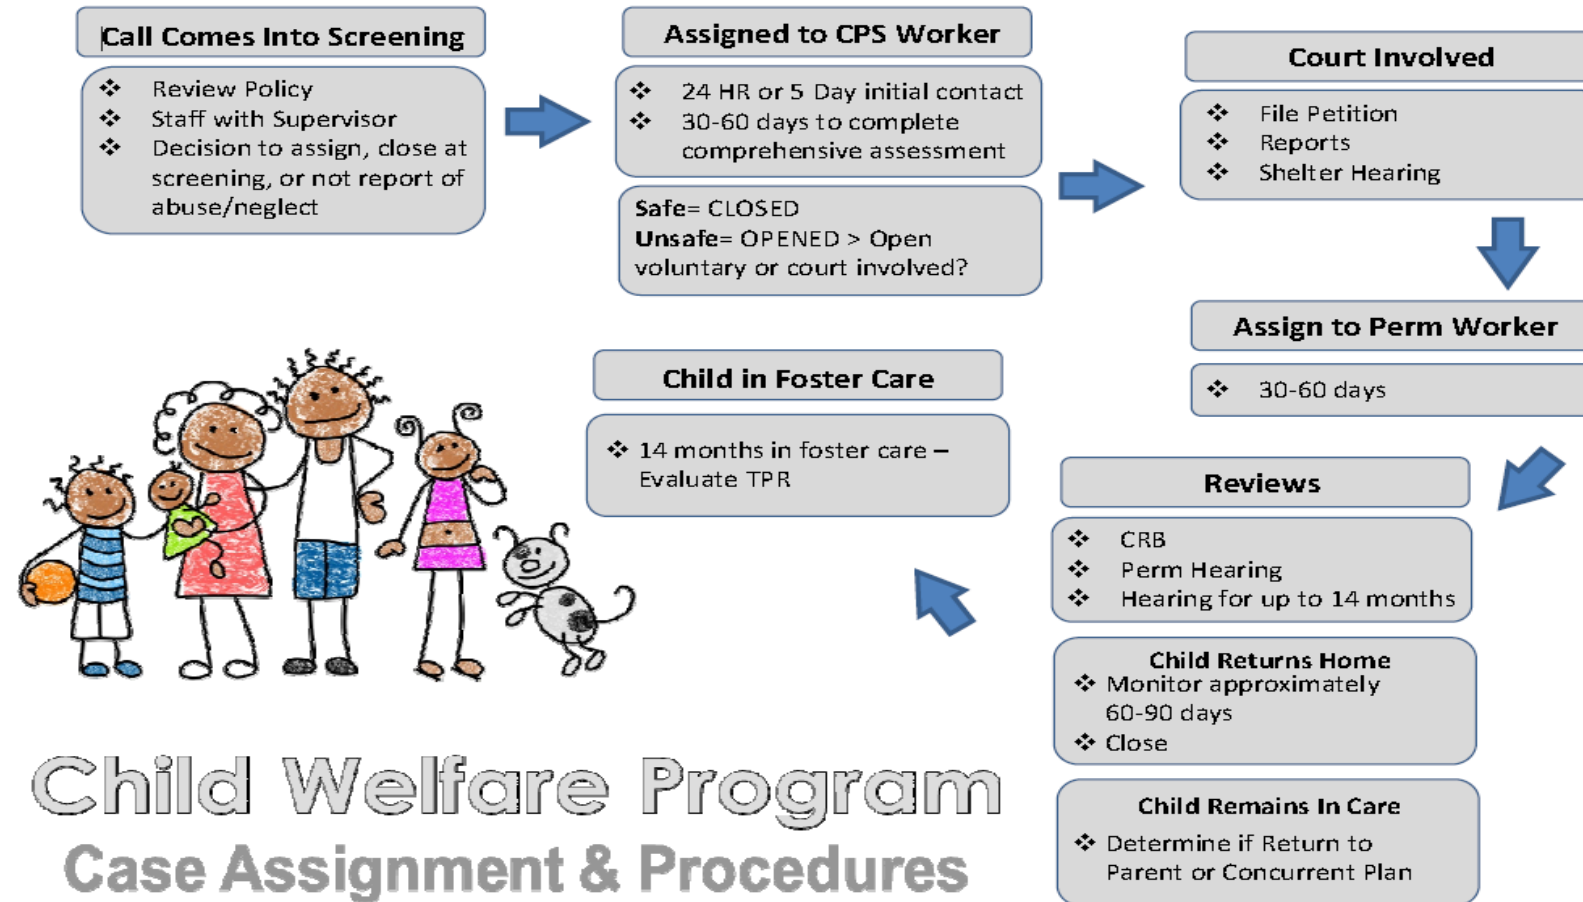 Call Comes Into Screening
❖ Review Policy
❖ Staff with Supervisor
❖ Decision to assign, close at
screening, or not report of
abuse/neglect
Assigned to CPS Worker
❖ 24 HR or 5 Day initial contact
❖ 30-60 days to complete
comprehensive assessment
Safe= CLOSED
Unsafe= OPENED > Open
voluntary or court involved?
Court Involved
❖ File Petition
❖ Reports
❖ Shelter Hearing
Assign to Perm Worker
❖ 30-60 days
Reviews
❖ CRB
❖ Perm Hearing
❖ Hearing for up to 14 months
Child Returns Home
❖ Monitor approximately
60-90 days
❖ Close
Child Remains In Care
❖ Determine if Return to
Parent or Concurrent Plan
Child in Foster Care
❖ 14 months in foster care –
Evaluate TPR
Child Welfare Program
Case Assignment & Procedures